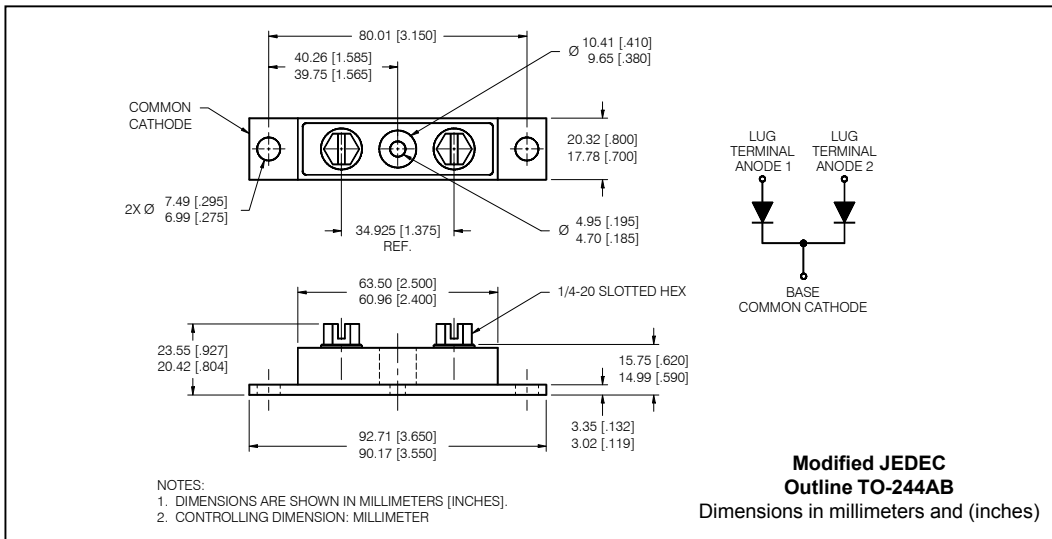 80.01 [3.150]
40.26 [1.585]
39.75 [1.565]
Ø 10.41 [.410]
9.65 [.380]
COMMON
CATHODE
20.32 [.800]
17.78 [.700]
2X Ø 7.49 [.295]
6.99 [.275]
34.925 [1.375]
REF.
Ø 4.95 [.195]
4.70 [.185]
LUG
TERMINAL
ANODE 1
LUG
TERMINAL
ANODE 2
BASE
COMMON CATHODE
63.50 [2.500]
60.96 [2.400]
1/4-20 SLOTTED HEX
23.55 [.927]
20.42 [.804]
15.75 [.620]
14.99 [.590]
3.35 [.132]
3.02 [.119]
92.71 [3.650]
90.17 [3.550]
NOTES:
1. DIMENSIONS ARE SHOWN IN MILLIMETERS [INCHES].
2. CONTROLLING DIMENSION: MILLIMETER
Modified JEDEC
Outline TO-244AB
Dimensions in millimeters and (inches)